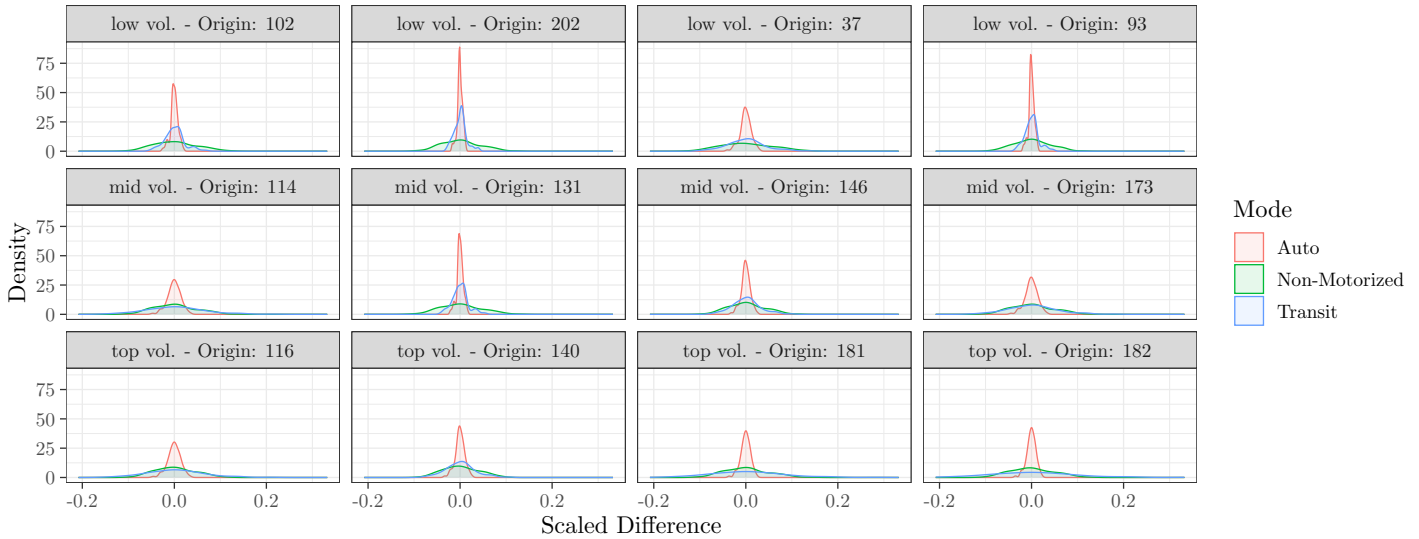 low vol. - Origin: 102
low vol. - Origin: 202
low vol. - Origin: 37
low vol. - Origin: 93
75
50
25
0
mid vol. - Origin: 114
mid vol. - Origin: 131
mid vol. - Origin: 146
mid vol. - Origin: 173
75
50
25
0
top vol. - Origin: 116
top vol. - Origin: 140
top vol. - Origin: 181
top vol. - Origin: 182
75
50
25
0
-0.2 0.0 0.2
-0.2 0.0 0.2
-0.2 0.0 0.2
-0.2 0.0 0.2
Density
Scaled Difference
Mode
Auto
Non-Motorized
Transit